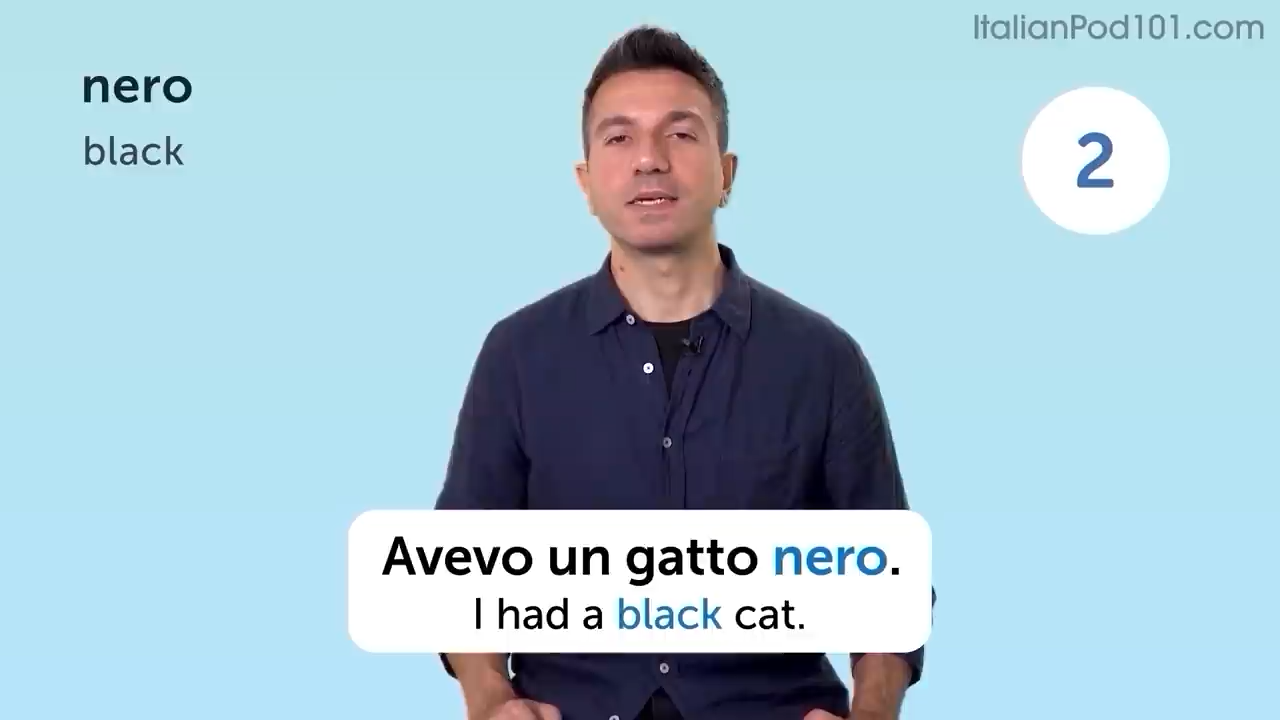 ItalianPod101.com
nero
black
2
Avevo un gatto nero.
I had a black cat.